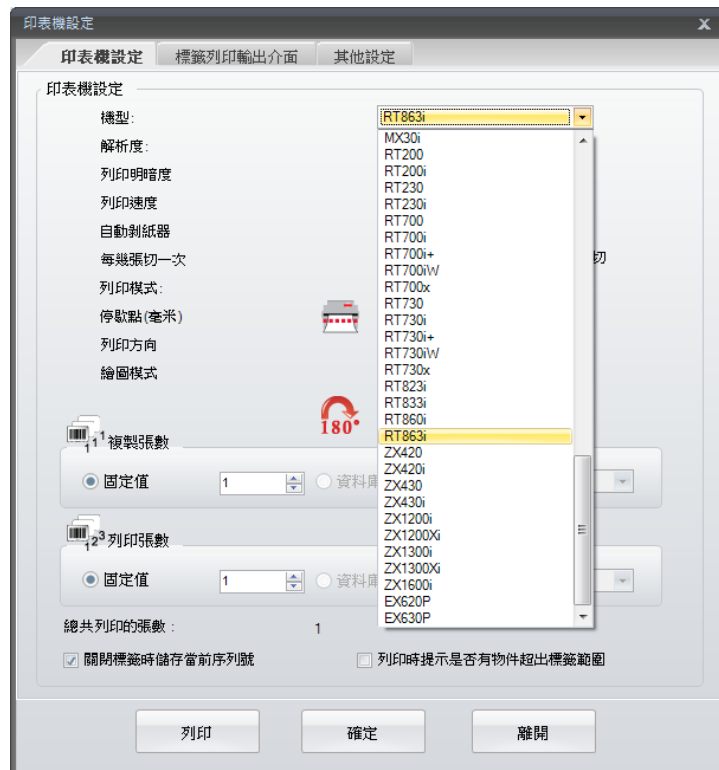 印表機設定
x
印表機設定 標籤列印輸出介面 其他設定
印表機設定
機型: RT863i
解析度:
列印明暗度
列印速度
自動剝紙器
每幾張切一次 切
列印模式:
停歇點(毫米)
列印方向
繪圖模式
MX30i
RT200
RT200i
RT230
RT230i
RT700
RT700i
RT700i+
RT700iW
RT700x
RT730
RT730i
RT730i+
RT730iW
RT730x
RT823i
RT833i
RT860i
RT863i
ZX420
ZX420i
ZX430
ZX430i
ZX1200i
ZX1200Xi
ZX1300i
ZX1300Xi
ZX1600i
EX620P
EX630P
180°
1 1 複製張數
固定值 1 資料庫
1 2 3 列印張數
固定值 1 資料庫
總共列印的張數 : 1
關閉標籤時儲存當前序列號 列印時提示是否有物件超出標籤範圍
列印 確定 離開